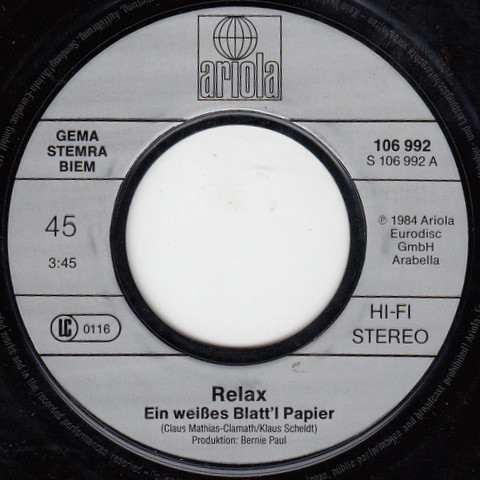 ariola
GEMA
STEMRA
BIEM
106 992
S 106 992 A
45
3:45
℗ 1984 Ariola
Eurodisc
GmbH
Arabella
LC 0116
HI-FI
STEREO
Relax
Ein weißes Blatt'l Papier
(Claus Mathias-Clamath/Klaus Scheidt)
Produktion: Bernie Paul